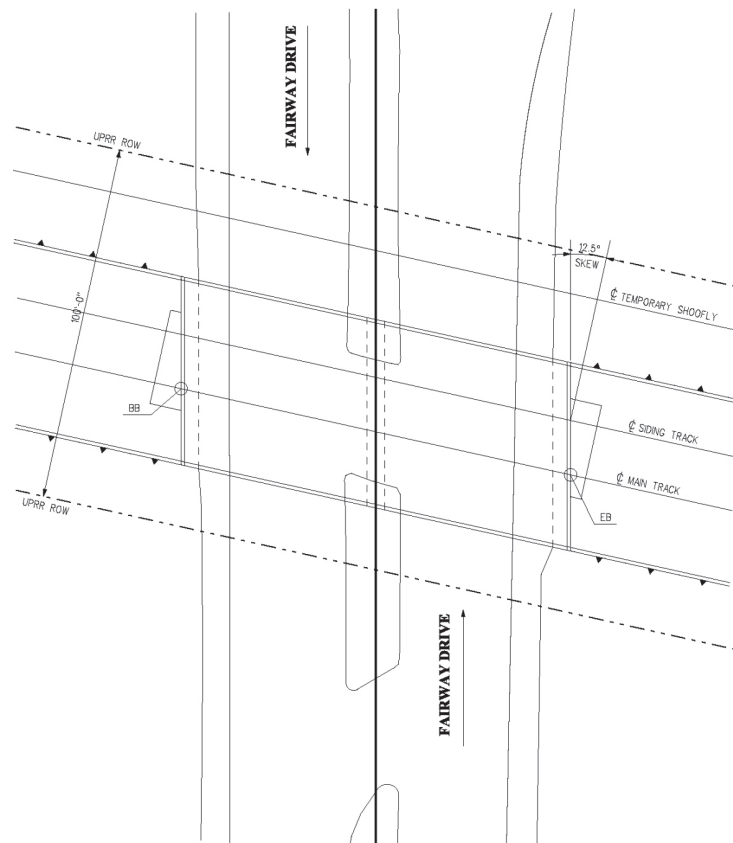 FAIRWAY DRIVE
UPRR ROW
12.5°
SKEW
℄ TEMPORARY SHOOFLY
100'-0"
BB
℄ SIDING TRACK
℄ MAIN TRACK
UPRR ROW
EB
FAIRWAY DRIVE